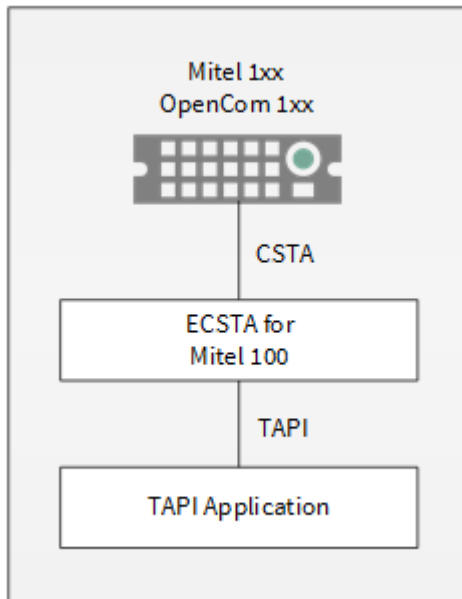 Mitel 1xx
OpenCom 1xx
CSTA
ECSTA for
Mitel 100
TAPI
TAPI Application